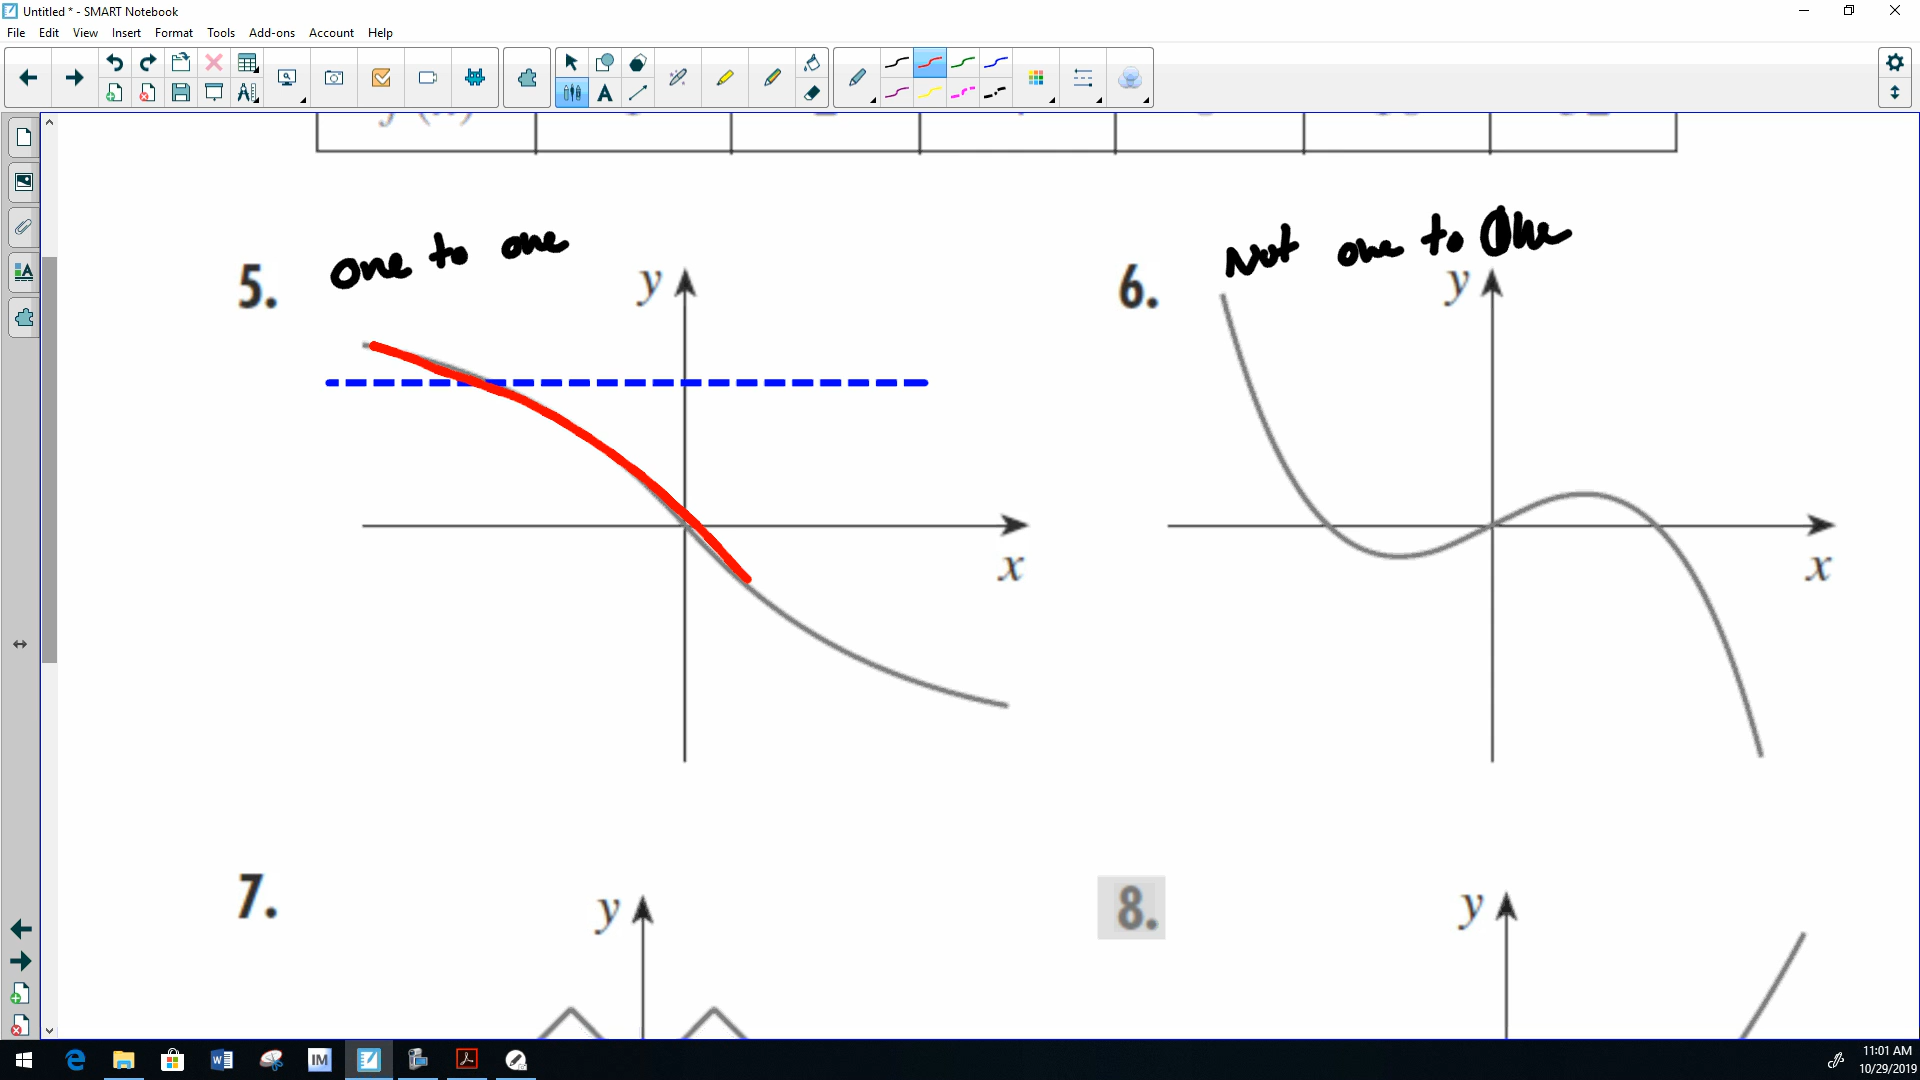 Untitled * - SMART Notebook
File Edit View Insert Format Tools Add-ons Account Help
one to one
Not one to One
5.
y
x
6.
y
x
7.
y
8.
y
IM
11:01 AM
10/29/2019